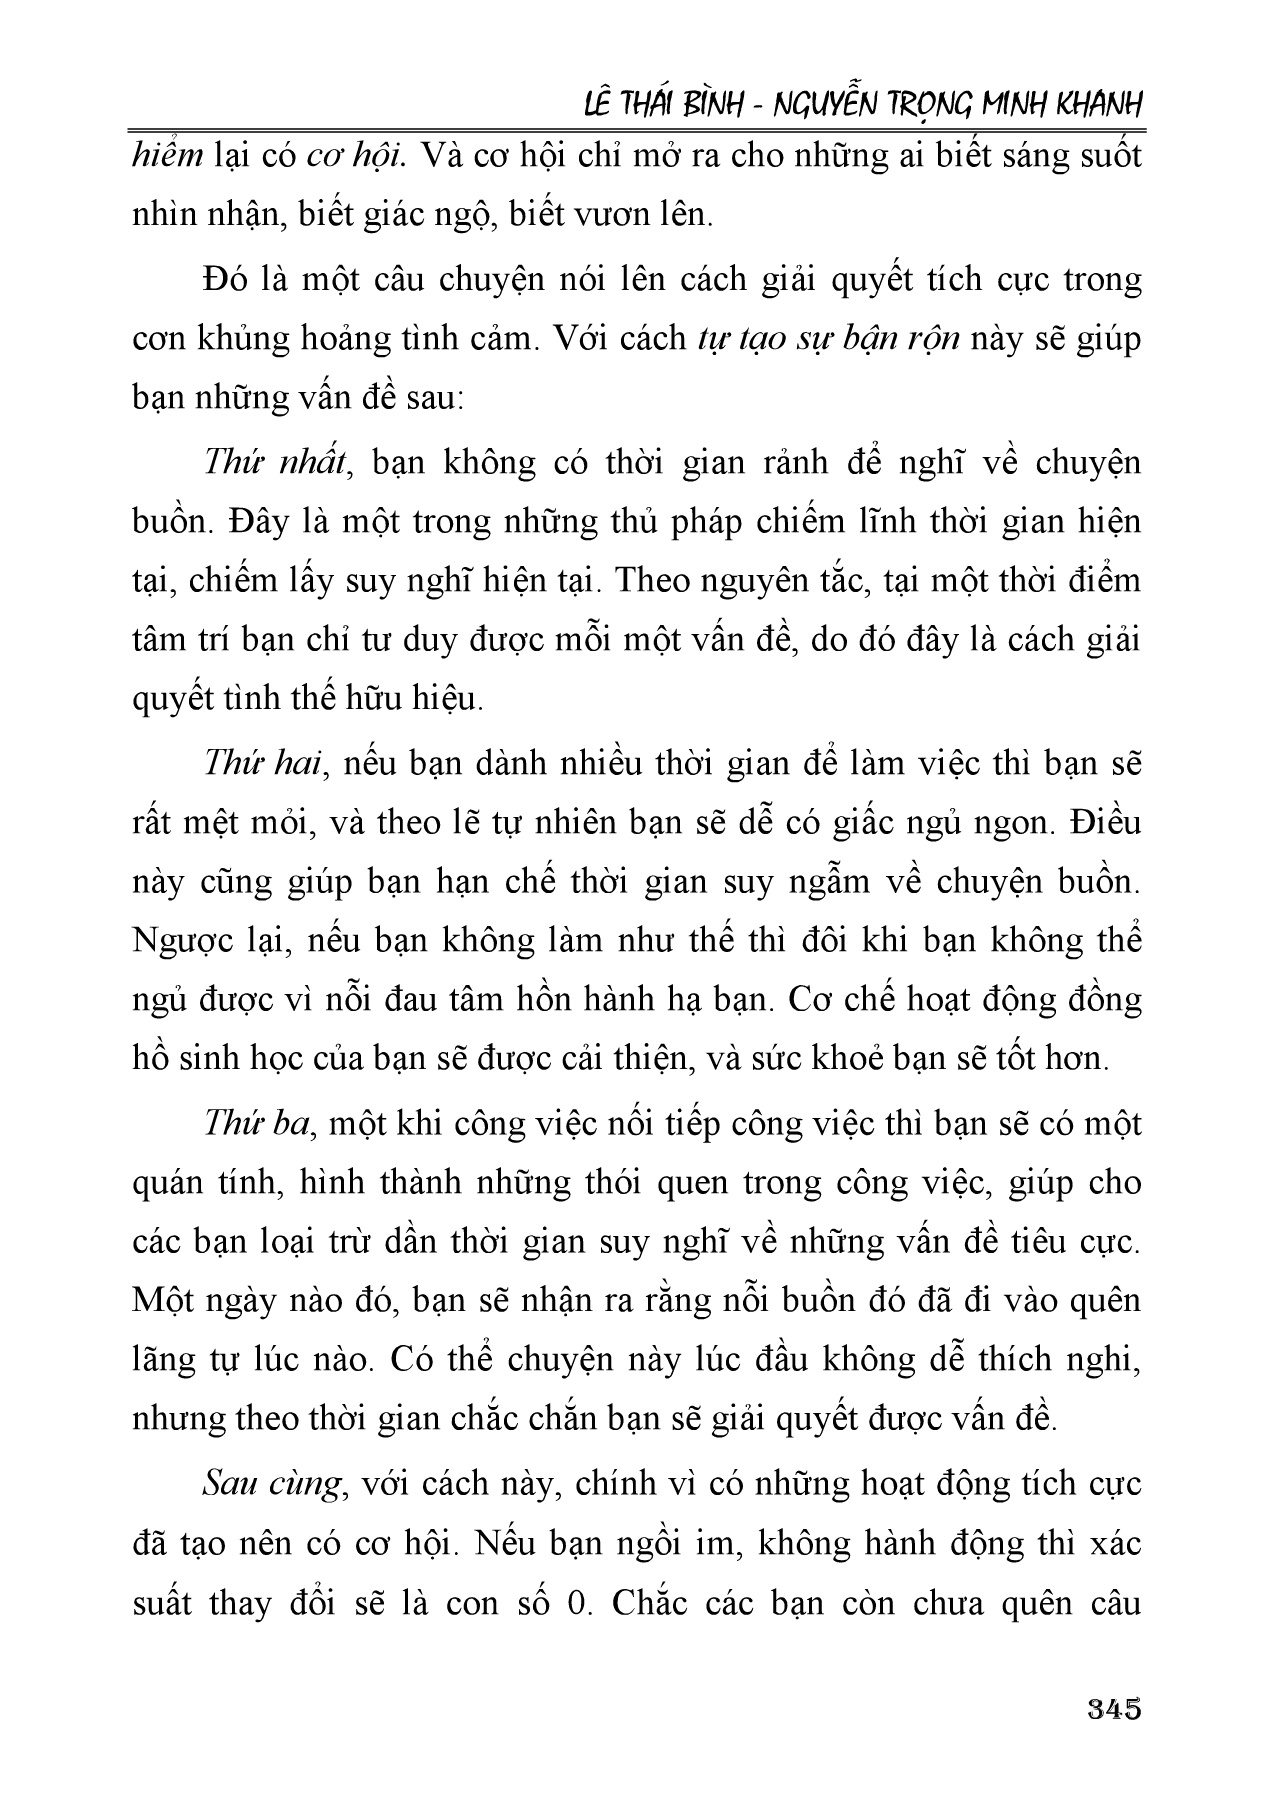 LÊ THÁI BÌNH - NGUYỄN TRỌNG MINH KHANH
hiểm lại có cơ hội. Và cơ hội chỉ mở ra cho những ai biết sáng suốt
nhìn nhận, biết giác ngộ, biết vươn lên.
Đó là một câu chuyện nói lên cách giải quyết tích cực trong
cơn khủng hoảng tình cảm. Với cách tự tạo sự bận rộn này sẽ giúp
bạn những vấn đề sau:
Thứ nhất, bạn không có thời gian rảnh để nghĩ về chuyện
buồn. Đây là một trong những thủ pháp chiếm lĩnh thời gian hiện
tại, chiếm lấy suy nghĩ hiện tại. Theo nguyên tắc, tại một thời điểm
tâm trí bạn chỉ tư duy được mỗi một vấn đề, do đó đây là cách giải
quyết tình thế hữu hiệu.
Thứ hai, nếu bạn dành nhiều thời gian để làm việc thì bạn sẽ
rất mệt mỏi, và theo lẽ tự nhiên bạn sẽ dễ có giấc ngủ ngon. Điều
này cũng giúp bạn hạn chế thời gian suy ngẫm về chuyện buồn.
Ngược lại, nếu bạn không làm như thế thì đôi khi bạn không thể
ngủ được vì nỗi đau tâm hồn hành hạ bạn. Cơ chế hoạt động đồng
hồ sinh học của bạn sẽ được cải thiện, và sức khoẻ bạn sẽ tốt hơn.
Thứ ba, một khi công việc nối tiếp công việc thì bạn sẽ có một
quán tính, hình thành những thói quen trong công việc, giúp cho
các bạn loại trừ dần thời gian suy nghĩ về những vấn đề tiêu cực.
Một ngày nào đó, bạn sẽ nhận ra rằng nỗi buồn đó đã đi vào quên
lãng tự lúc nào. Có thể chuyện này lúc đầu không dễ thích nghi,
nhưng theo thời gian chắc chắn bạn sẽ giải quyết được vấn đề.
Sau cùng, với cách này, chính vì có những hoạt động tích cực
đã tạo nên có cơ hội. Nếu bạn ngồi im, không hành động thì xác
suất thay đổi sẽ là con số 0. Chắc các bạn còn chưa quên câu
345